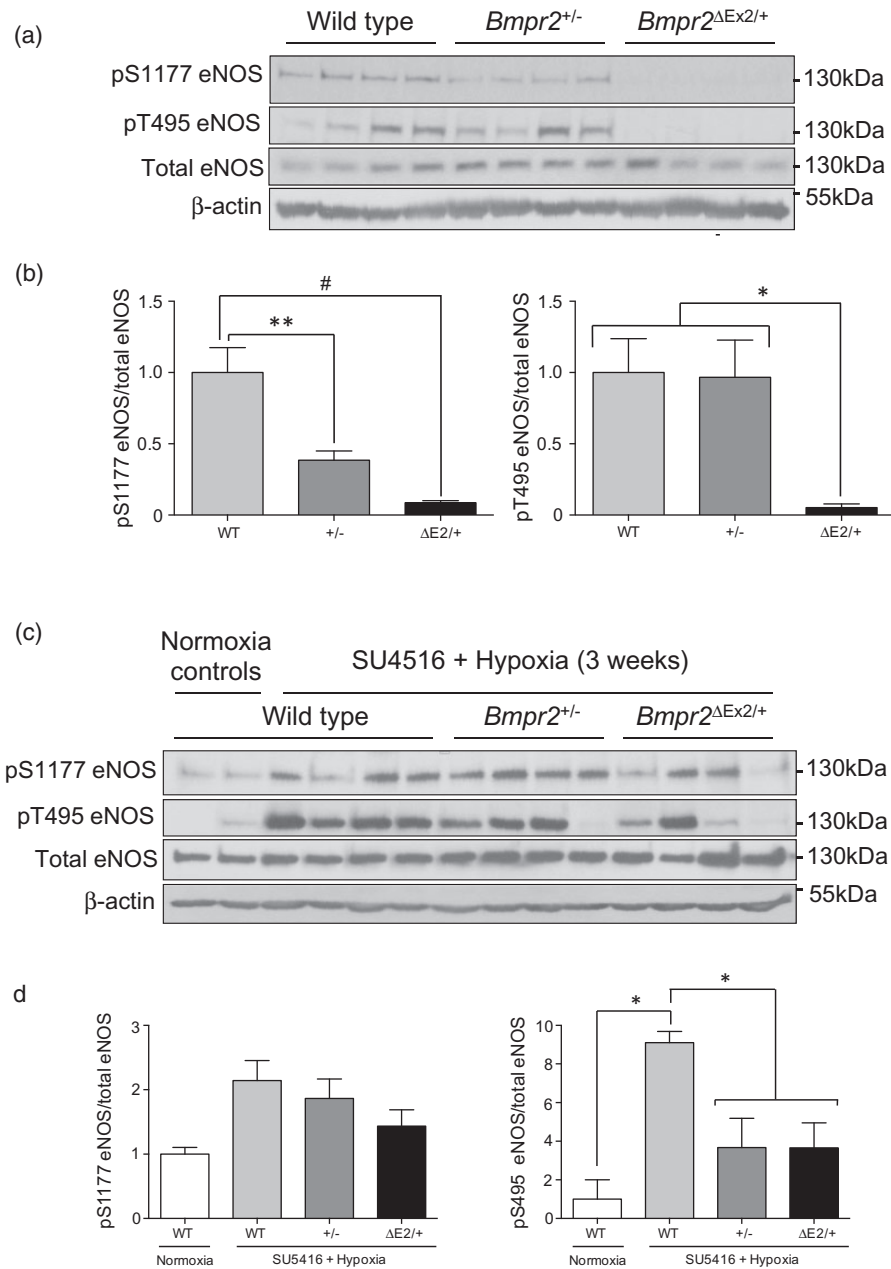 (a)
Wild type Bmpr2+/- Bmpr2ΔEx2/+
pS1177 eNOS 130kDa
pT495 eNOS 130kDa
Total eNOS 130kDa
β-actin 55kDa
(b)
pS1177 eNOS/total eNOS
1.5
1.0
0.5
0
#
**
WT +/- ΔE2/+
pT495 eNOS/total eNOS
1.5
1.0
0.5
0
*
WT +/- ΔE2/+
(c)
Normoxia
controls
SU4516 + Hypoxia (3 weeks)
Wild type Bmpr2+/- Bmpr2ΔEx2/+
pS1177 eNOS 130kDa
pT495 eNOS 130kDa
Total eNOS 130kDa
β-actin 55kDa
d
pS1177 eNOS/total eNOS
3
2
1
0
WT WT +/- ΔE2/+
Normoxia SU5416 + Hypoxia
pS495 eNOS/total eNOS
10
8
6
4
2
0
* *
WT WT +/- ΔE2/+
Normoxia SU5416 + Hypoxia